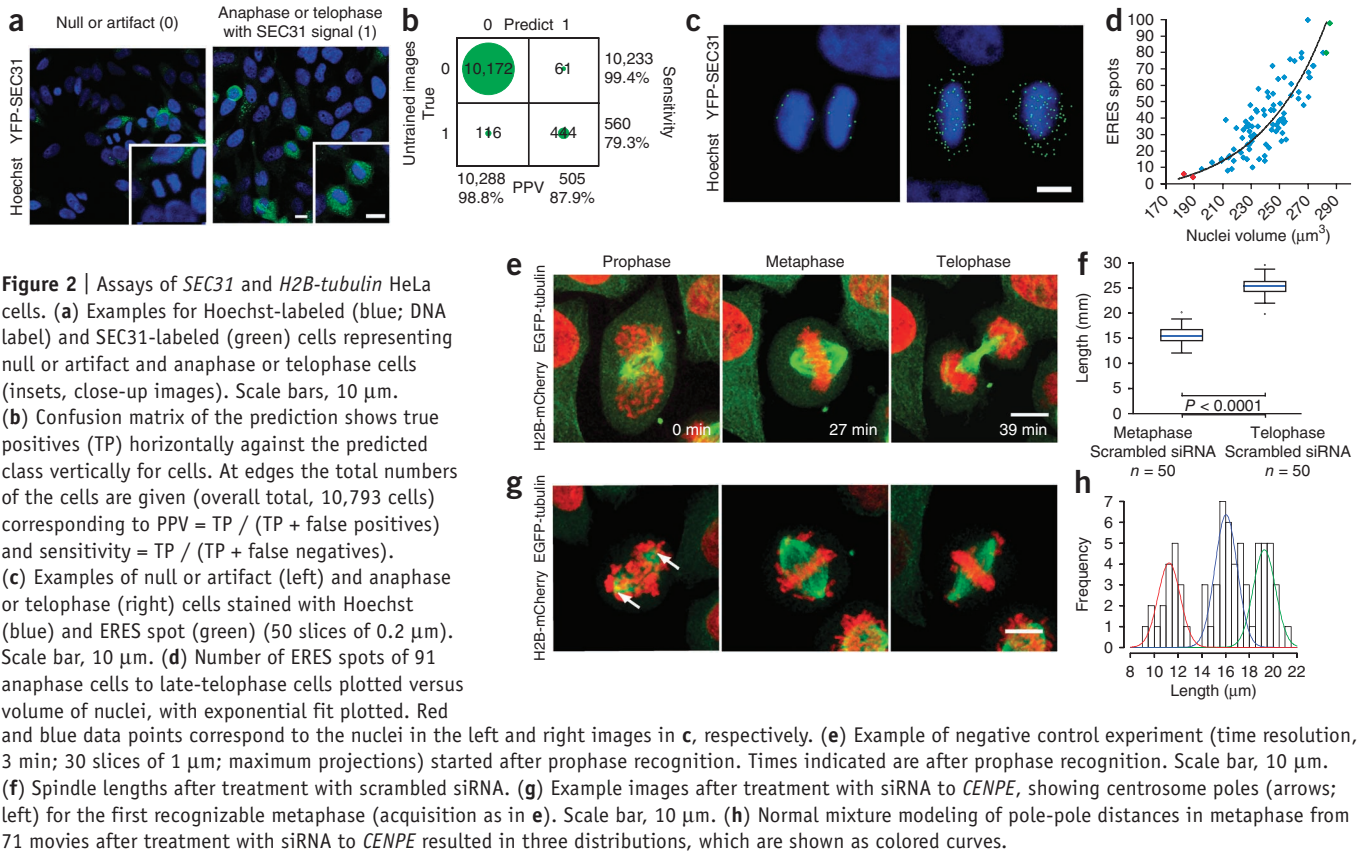 a
Null or artifact (0)
Anaphase or telophase
with SEC31 signal (1)
Hoechst YFP-SEC31
b
0 Predict 1
Untrained images
True
0
1
10,172
61
116
444
10,233
99.4%
560
79.3%
Sensitivity
10,288
98.8%
PPV
505
87.9%
c
Hoechst YFP-SEC31
d
ERES spots
100
90
80
70
60
50
40
30
20
10
0
170 190 210 230 250 270 290
Nuclei volume (μm³)
Figure 2 | Assays of SEC31 and H2B-tubulin HeLa
cells. (a) Examples for Hoechst-labeled (blue; DNA
label) and SEC31-labeled (green) cells representing
null or artifact and anaphase or telophase cells
(insets, close-up images). Scale bars, 10 μm.
(b) Confusion matrix of the prediction shows true
positives (TP) horizontally against the predicted
class vertically for cells. At edges the total numbers
of the cells are given (overall total, 10,793 cells)
corresponding to PPV = TP / (TP + false positives)
and sensitivity = TP / (TP + false negatives).
(c) Examples of null or artifact (left) and anaphase
or telophase (right) cells stained with Hoechst
(blue) and ERES spot (green) (50 slices of 0.2 μm).
Scale bar, 10 μm. (d) Number of ERES spots of 91
anaphase cells to late-telophase cells plotted versus
volume of nuclei, with exponential fit plotted. Red
and blue data points correspond to the nuclei in the left and right images in c, respectively. (e) Example of negative control experiment (time resolution,
3 min; 30 slices of 1 μm; maximum projections) started after prophase recognition. Times indicated are after prophase recognition. Scale bar, 10 μm.
(f) Spindle lengths after treatment with scrambled siRNA. (g) Example images after treatment with siRNA to CENPE, showing centrosome poles (arrows;
left) for the first recognizable metaphase (acquisition as in e). Scale bar, 10 μm. (h) Normal mixture modeling of pole-pole distances in metaphase from
71 movies after treatment with siRNA to CENPE resulted in three distributions, which are shown as colored curves.
e
Prophase
Metaphase
Telophase
H2B-mCherry EGFP-tubulin
0 min
27 min
39 min
f
Length (mm)
30
25
20
15
10
5
0
P < 0.0001
Metaphase
Scrambled siRNA
n = 50
Telophase
Scrambled siRNA
n = 50
g
H2B-mCherry EGFP-tubulin
h
Frequency
7
6
5
4
3
2
1
0
8 10 12 14 16 18 20 22
Length (μm)